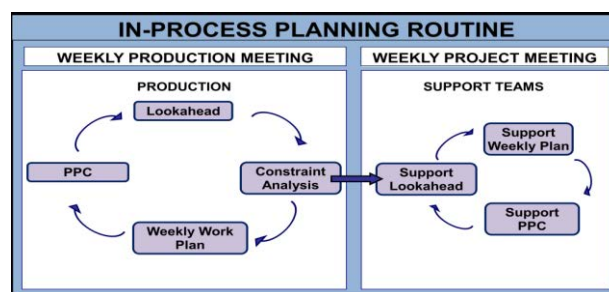 IN-PROCESS PLANNING ROUTINE
WEEKLY PRODUCTION MEETING
PRODUCTION
Lookahead
PPC
Constraint
Analysis
Weekly Work
Plan
WEEKLY PROJECT MEETING
SUPPORT TEAMS
Support
Weekly Plan
Support
Lookahead
Support
PPC